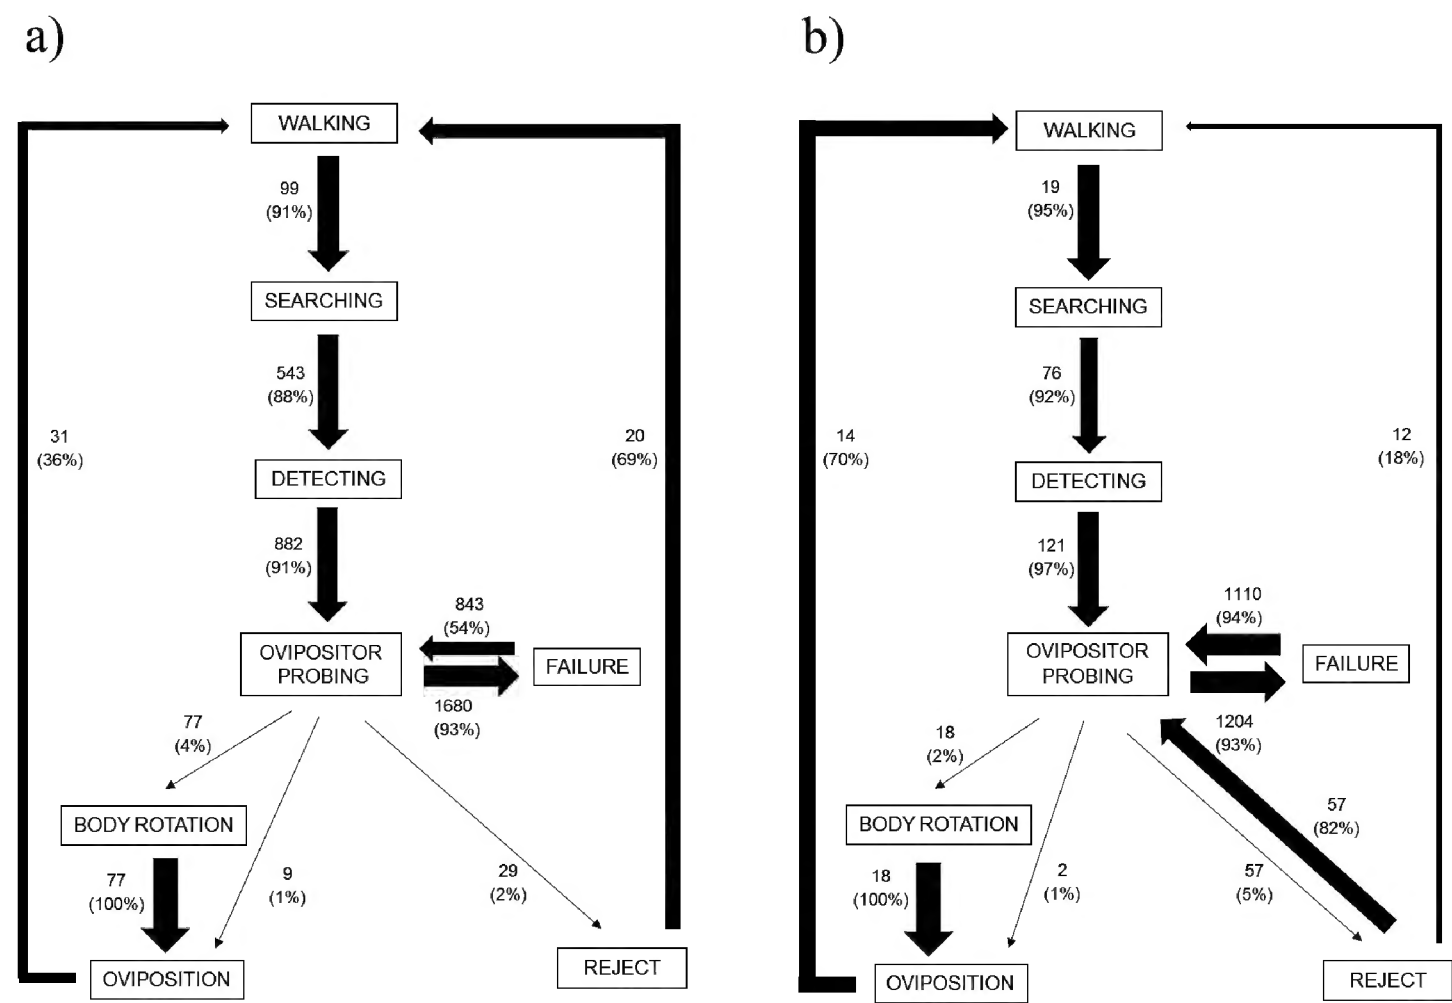 a)
WALKING
99
(91%)
SEARCHING
543
(88%)
31
(36%)
20
(69%)
DETECTING
882
(91%)
843
(54%)
OVIPOSITOR
PROBING
FAILURE
1680
(93%)
77
(4%)
BODY ROTATION
77
(100%)
9
(1%)
29
(2%)
OVIPOSITION
REJECT
b)
WALKING
19
(95%)
SEARCHING
76
(92%)
14
(70%)
12
(18%)
DETECTING
121
(97%)
1110
(94%)
OVIPOSITOR
PROBING
FAILURE
1204
(93%)
18
(2%)
57
(82%)
BODY ROTATION
18
(100%)
2
(1%)
57
(5%)
OVIPOSITION
REJECT